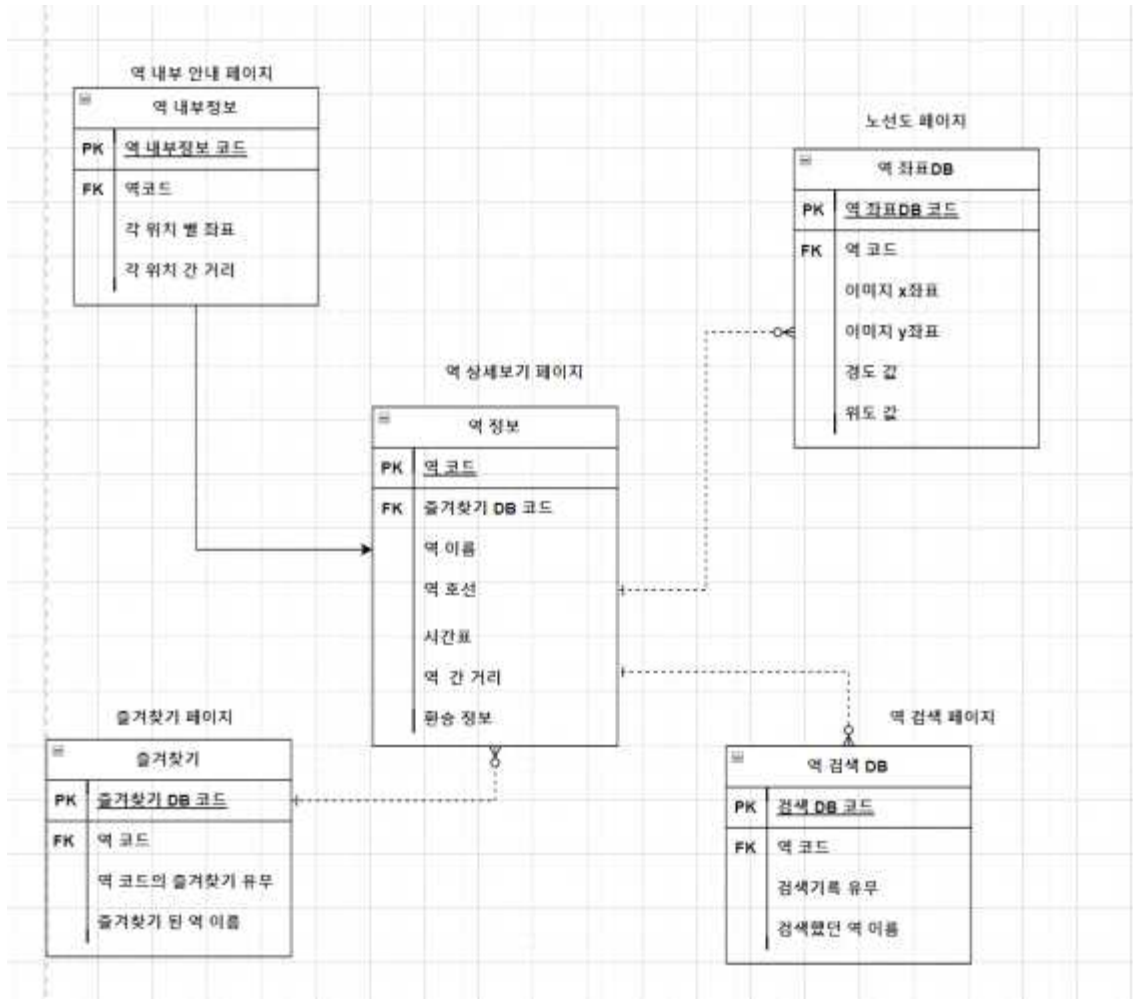 역 내부 안내 페이지
역 내부정보
PK 역 내부정보 코드
FK 역코드
각 위치 별 좌표
각 위치 간 거리
노선도 페이지
역 좌표DB
PK 역 좌표DB 코드
FK 역 코드
이미지 x좌표
이미지 y좌표
경도 값
위도 값
역 상세보기 페이지
역 정보
PK 역 코드
FK 즐겨찾기 DB 코드
역 이름
역 호선
시간표
역 간 거리
환승 정보
즐겨찾기 페이지
즐겨찾기
PK 즐겨찾기 DB 코드
FK 역 코드
역 코드의 즐겨찾기 유무
즐겨찾기 된 역 이름
역 검색 페이지
역 검색 DB
PK 검색 DB 코드
FK 역 코드
검색기록 유무
검색했던 역 이름